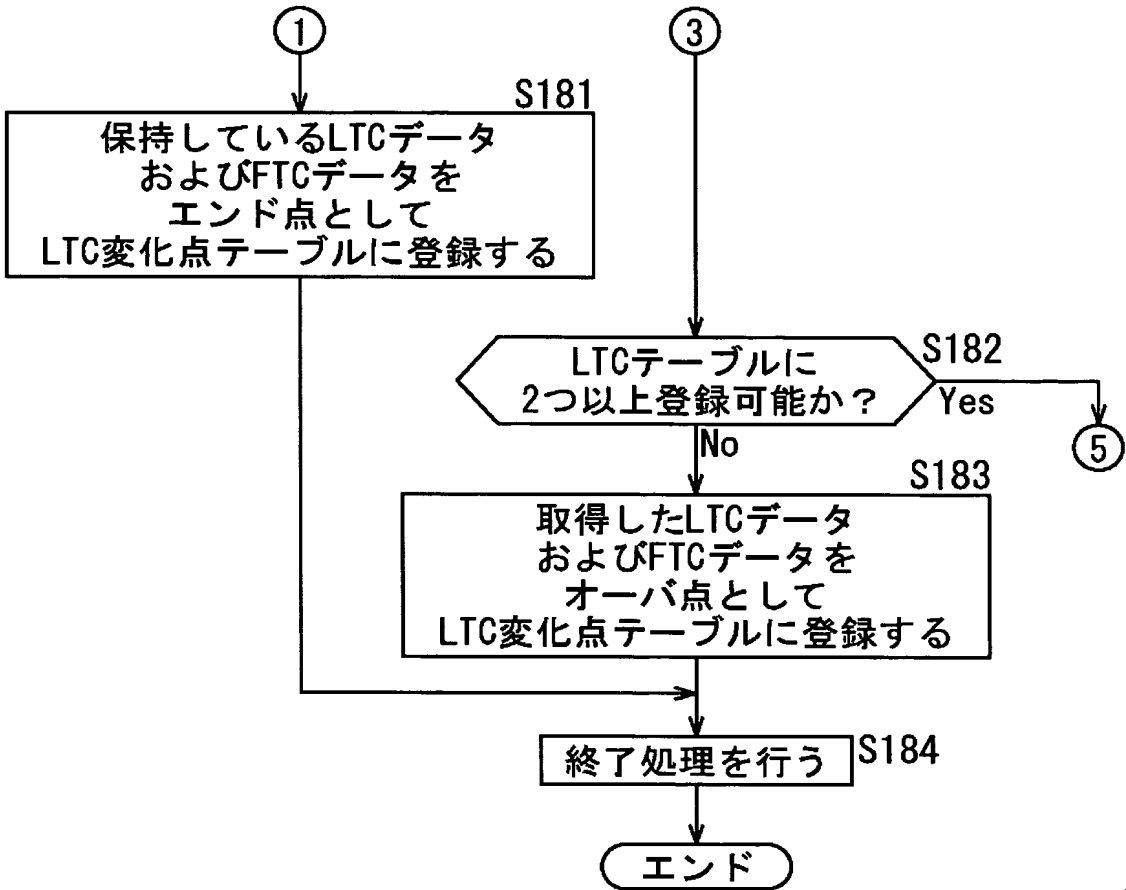 ①
③
S181
保持しているLTCデータ
およびFTCデータを
エンド点として
LTC変化点テーブルに登録する
S182
LTCテーブルに
2つ以上登録可能か？
Yes
⑤
No
S183
取得したLTCデータ
およびFTCデータを
オーバ点として
LTC変化点テーブルに登録する
終了処理を行う
S184
エンド